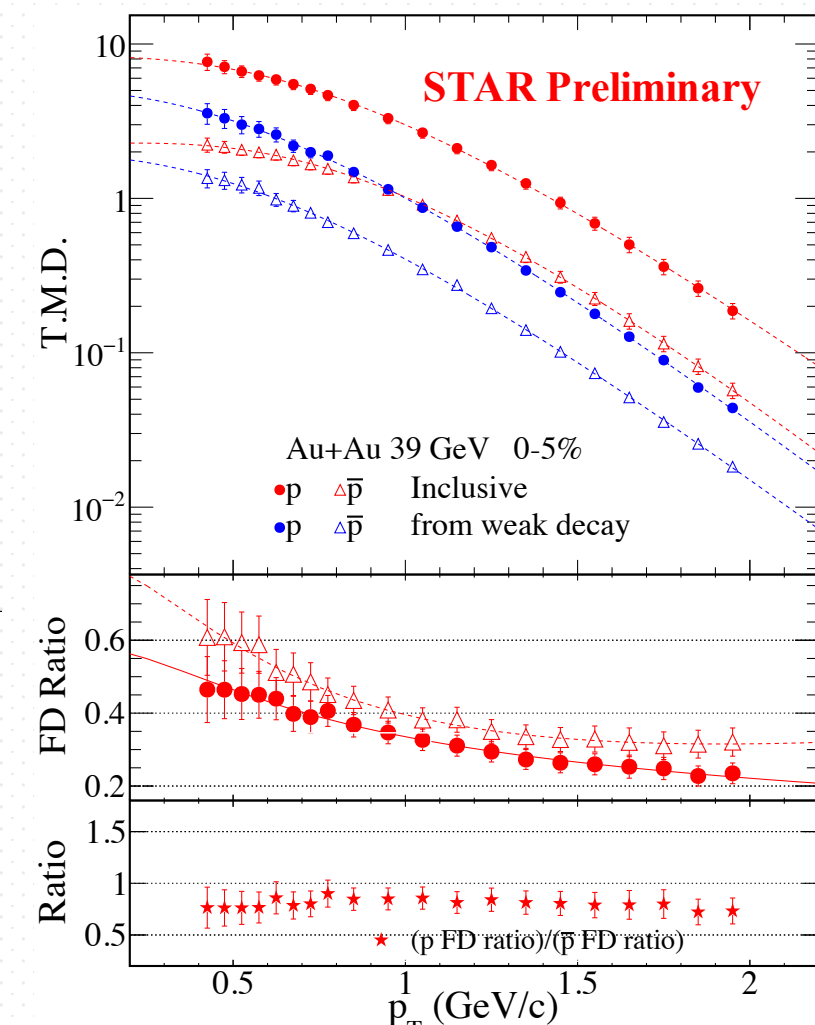 10
STAR Preliminary
1
T.M.D.
10⁻¹
Au+Au 39 GeV 0-5%
p p̅ Inclusive
10⁻²
p p̅ from weak decay
0.6
FD Ratio
0.4
0.2
1.5
Ratio
1
0.5
(p FD ratio)/(p̅ FD ratio)
0.5 1 1.5 2
p_T (GeV/c)